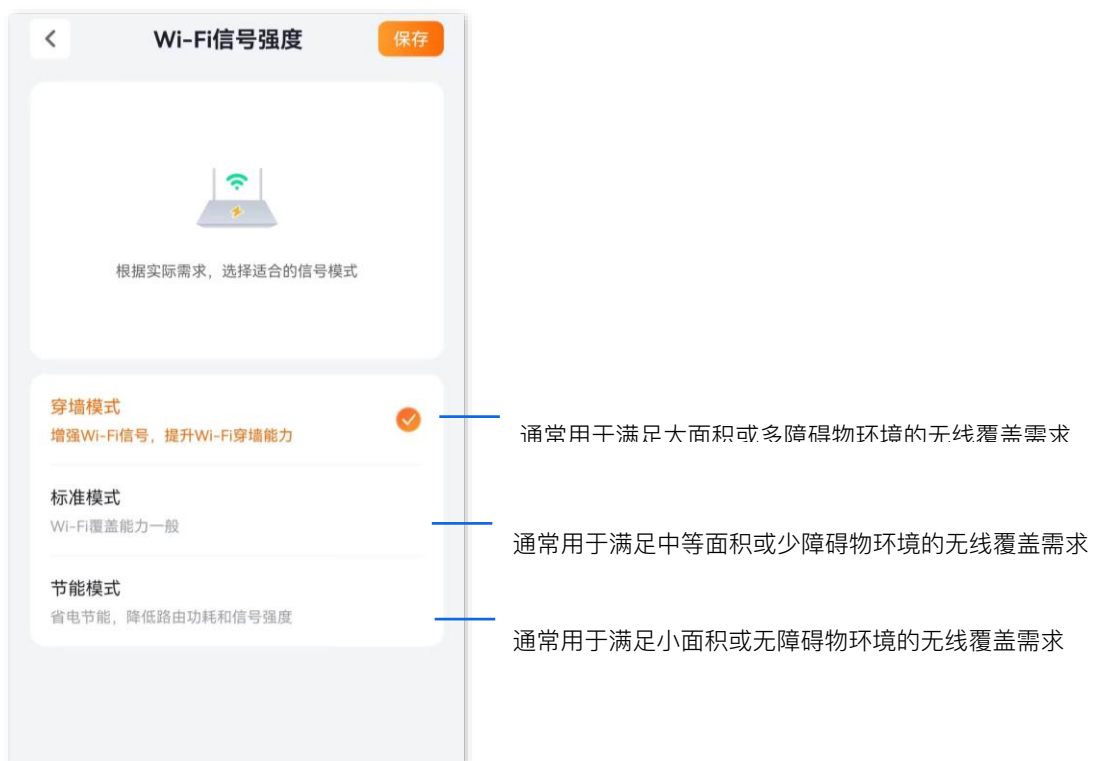 Wi-Fi信号强度
保存
根据实际需求，选择适合的信号模式
穿墙模式
增强Wi-Fi信号，提升Wi-Fi穿墙能力
通常用于满足大面积或多障碍物环境的无线覆盖需求
标准模式
Wi-Fi覆盖能力一般
通常用于满足中等面积或少障碍物环境的无线覆盖需求
节能模式
省电节能，降低路由功耗和信号强度
通常用于满足小面积或无障碍物环境的无线覆盖需求